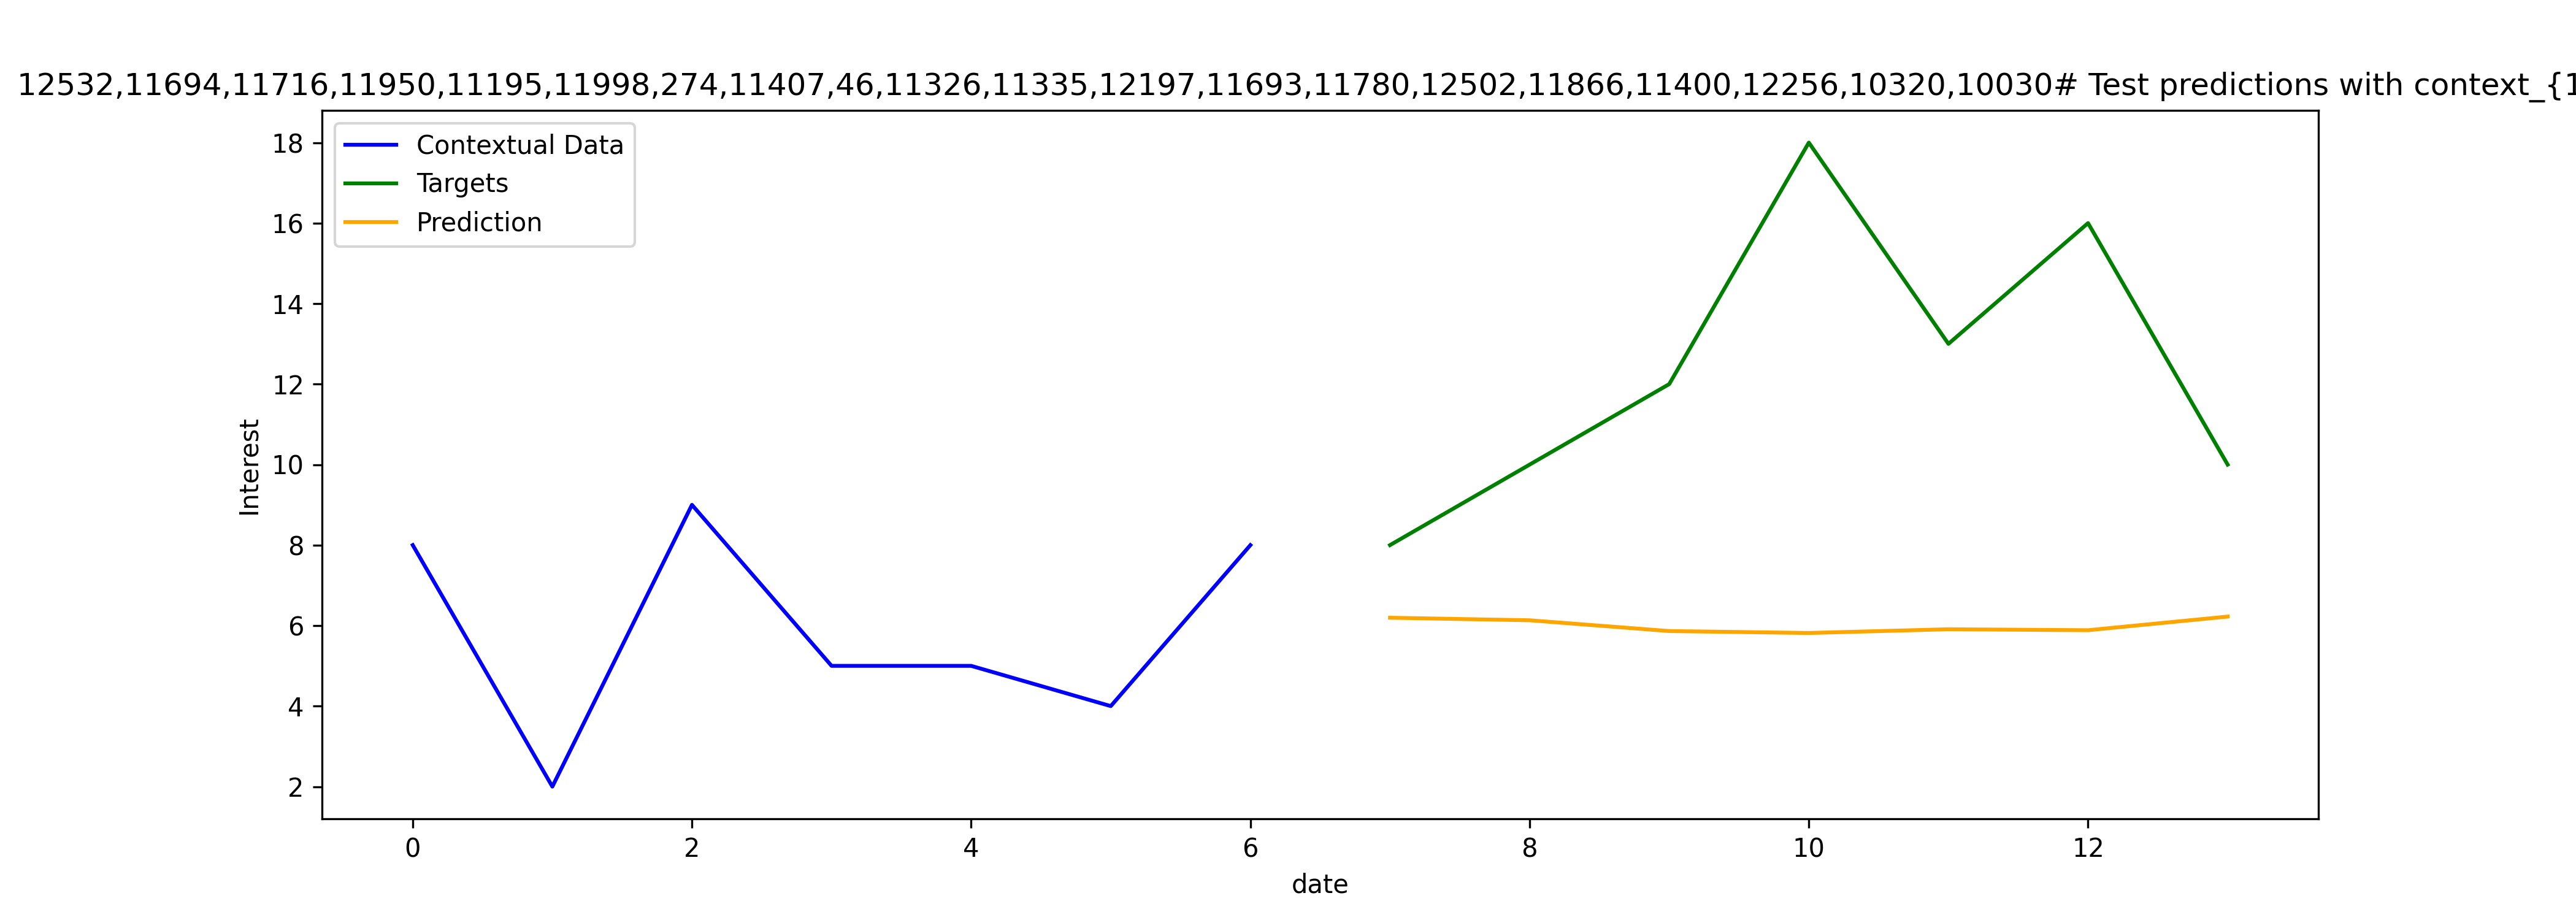 12532,11694,11716,11950,11195,11998,274,11407,46,11326,11335,12197,11693,11780,12502,11866,11400,12256,10320,10030# Test predictions with context_{1
Contextual Data
Targets
Prediction
18
16
14
12
10
8
6
4
2
Interest
0 2 4 6 8 10 12
date